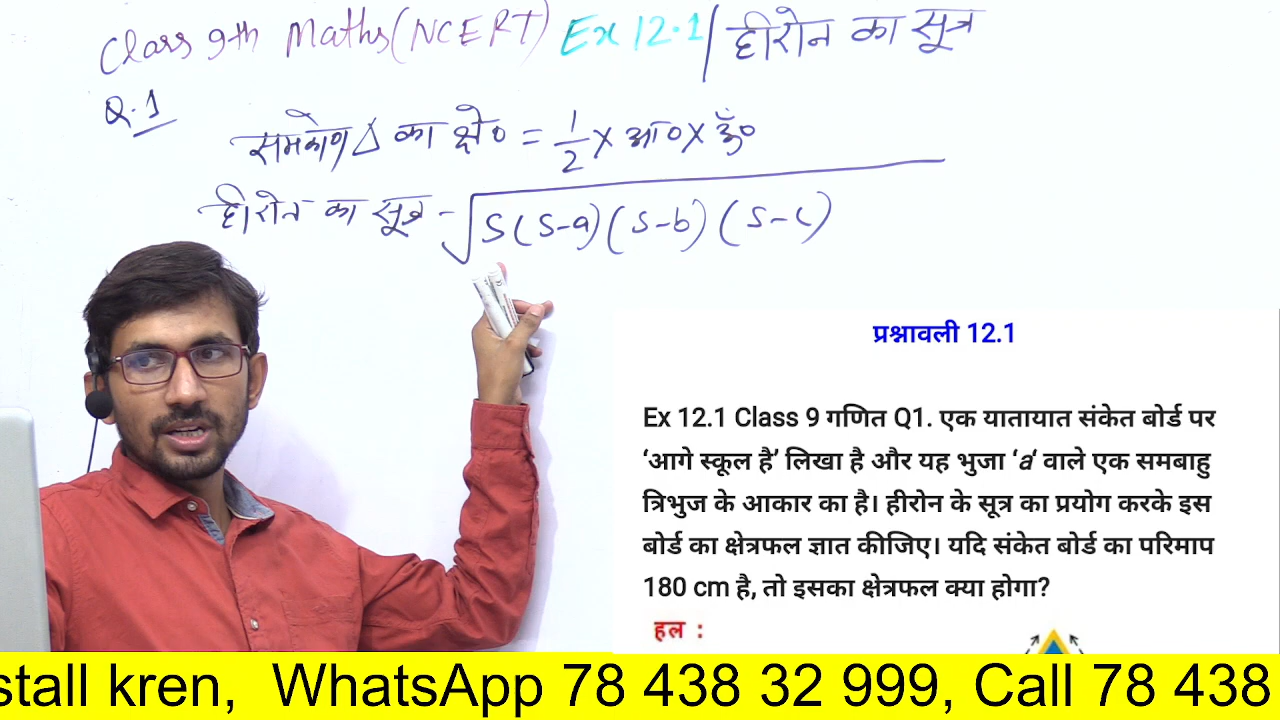 Class 9th Maths (NCERT) Ex 12.1 | हीरोन का सूत्र
Q.1
समकोण Δ का क्षे० = 1/2 × आ० × ऊँ०
हीरोन का सूत्र - √S(S-a)(S-b)(S-c)
प्रश्नावली 12.1
Ex 12.1 Class 9 गणित Q1. एक यातायात संकेत बोर्ड पर
‘आगे स्कूल है’ लिखा है और यह भुजा ‘a‘ वाले एक समबाहु
त्रिभुज के आकार का है। हीरोन के सूत्र का प्रयोग करके इस
बोर्ड का क्षेत्रफल ज्ञात कीजिए। यदि संकेत बोर्ड का परिमाप
180 cm है, तो इसका क्षेत्रफल क्या होगा?
हल :
stall kren, WhatsApp 78 438 32 999, Call 78 438